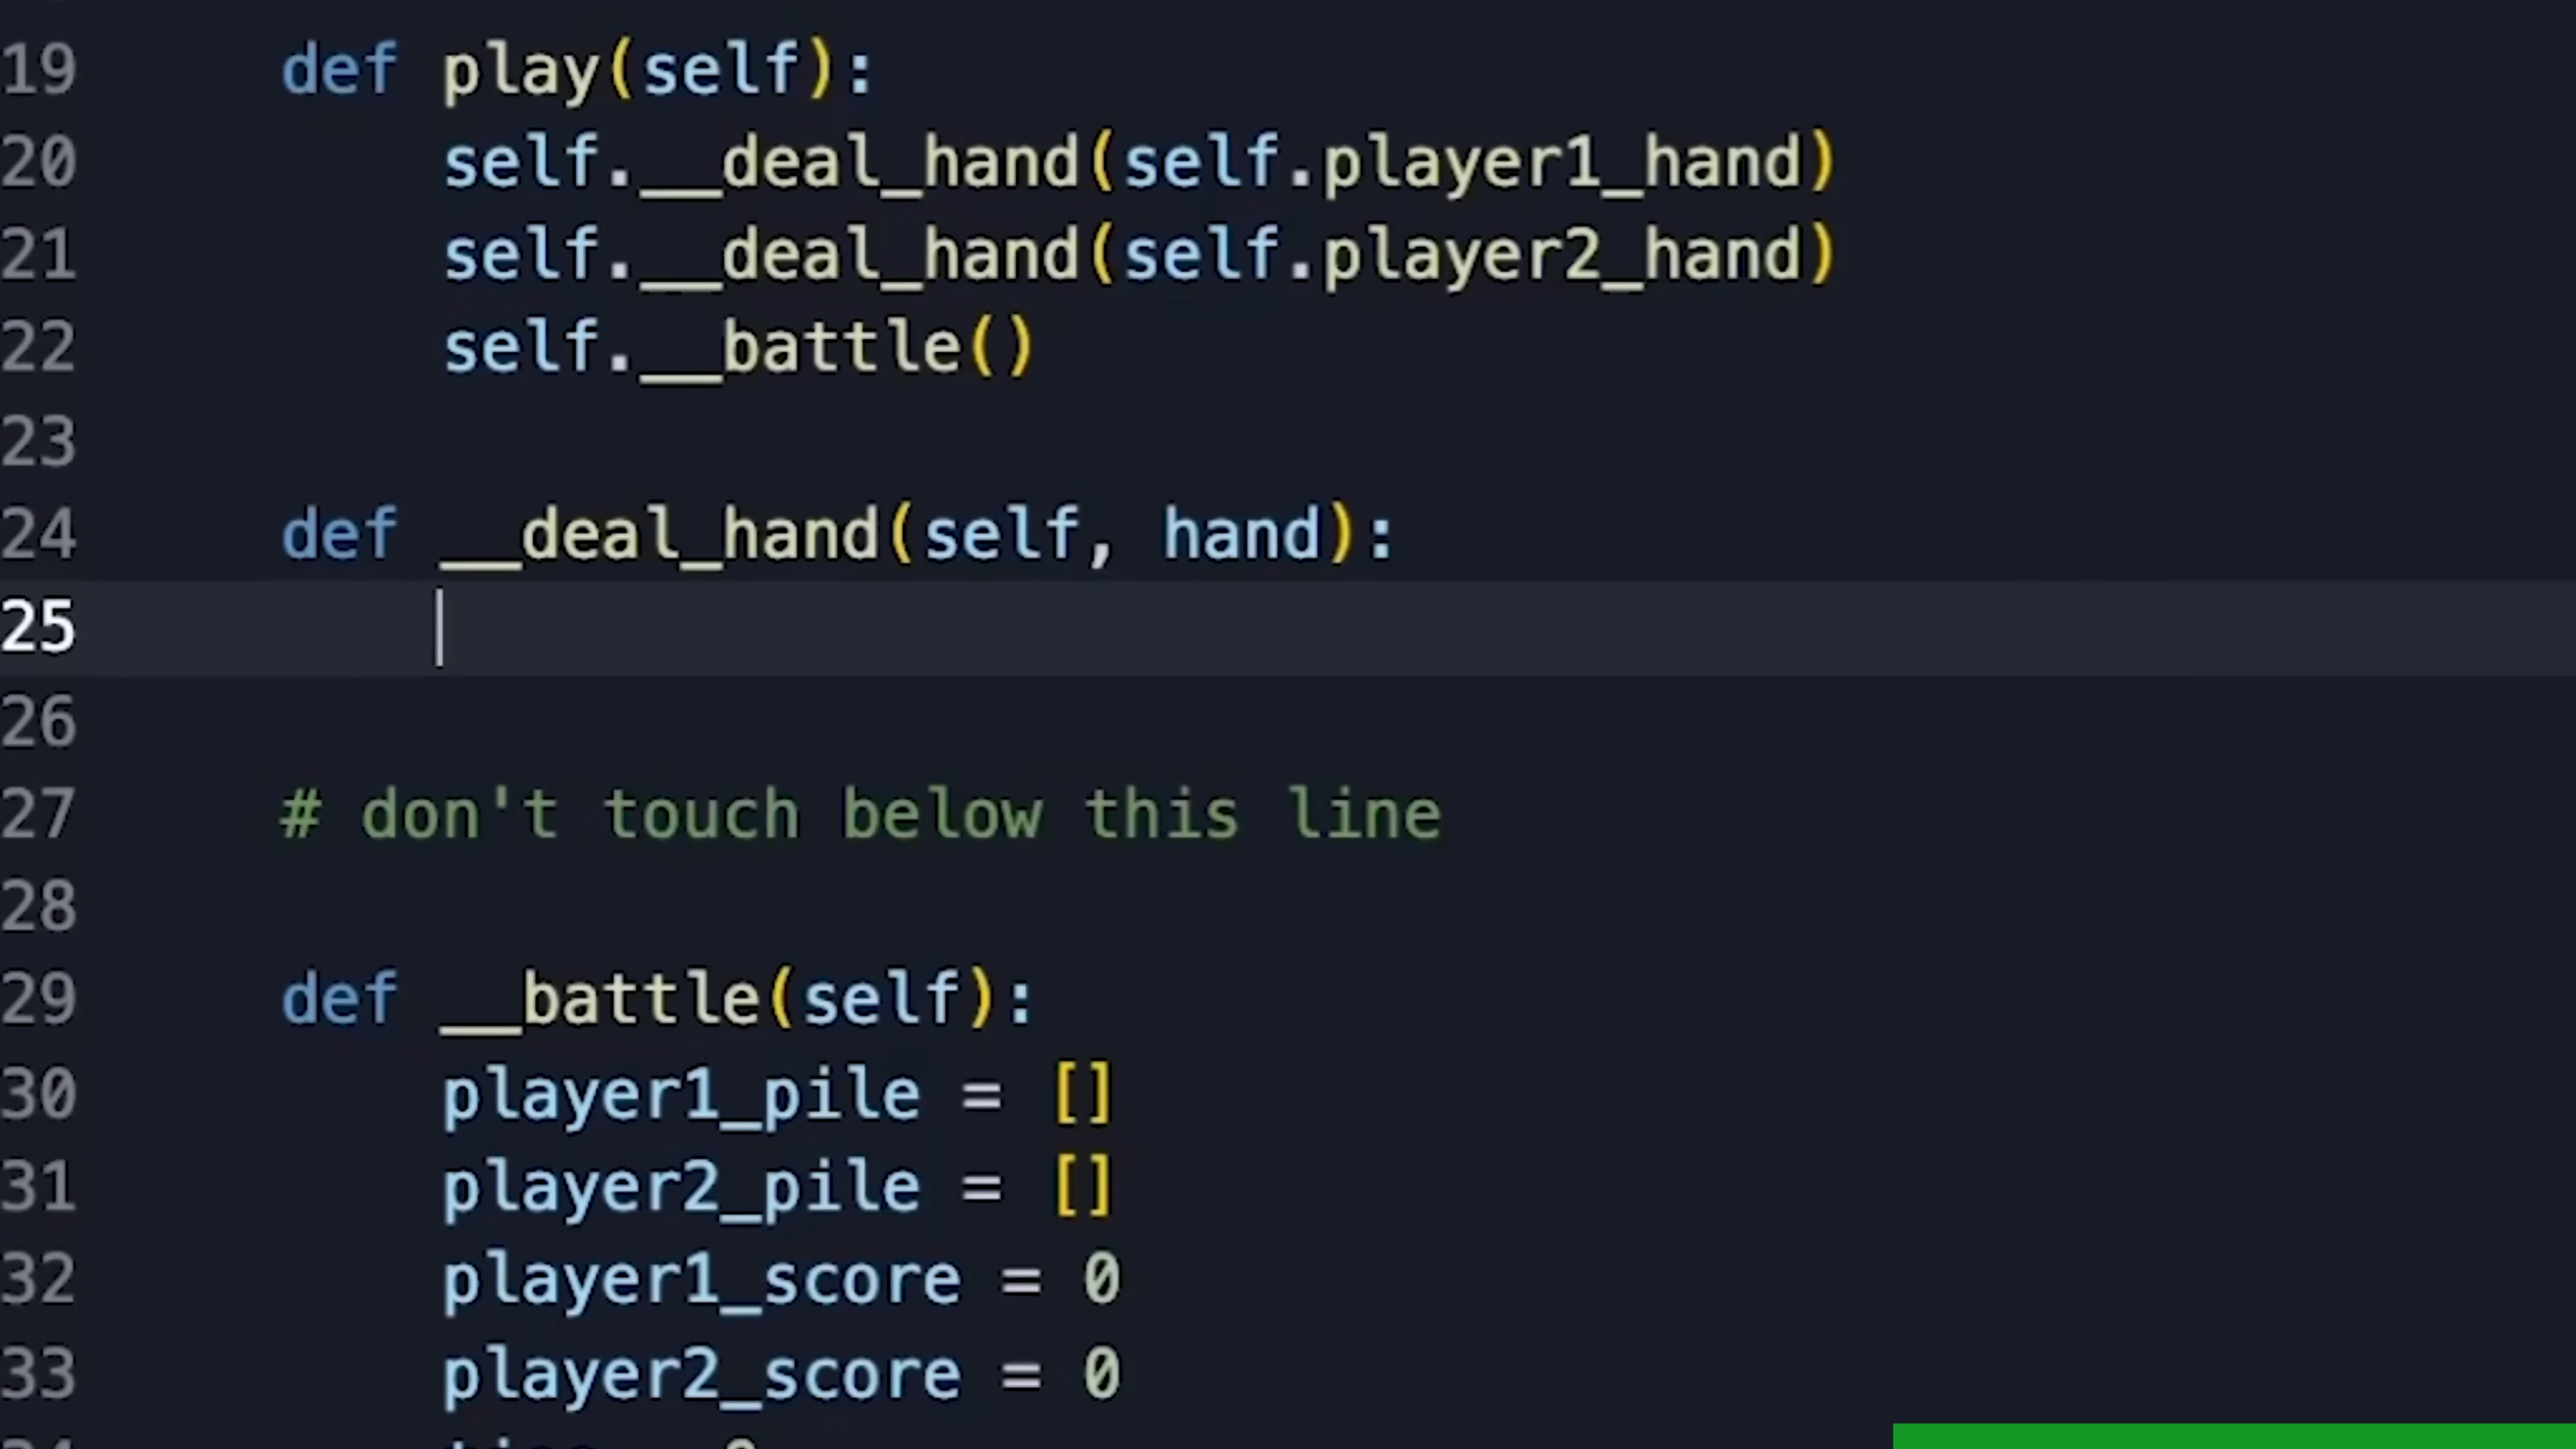 19 def play(self):
20 self.__deal_hand(self.player1_hand)
21 self.__deal_hand(self.player2_hand)
22 self.__battle()
23
24 def __deal_hand(self, hand):
25
26
27 # don't touch below this line
28
29 def __battle(self):
30 player1_pile = []
31 player2_pile = []
32 player1_score = 0
33 player2_score = 0